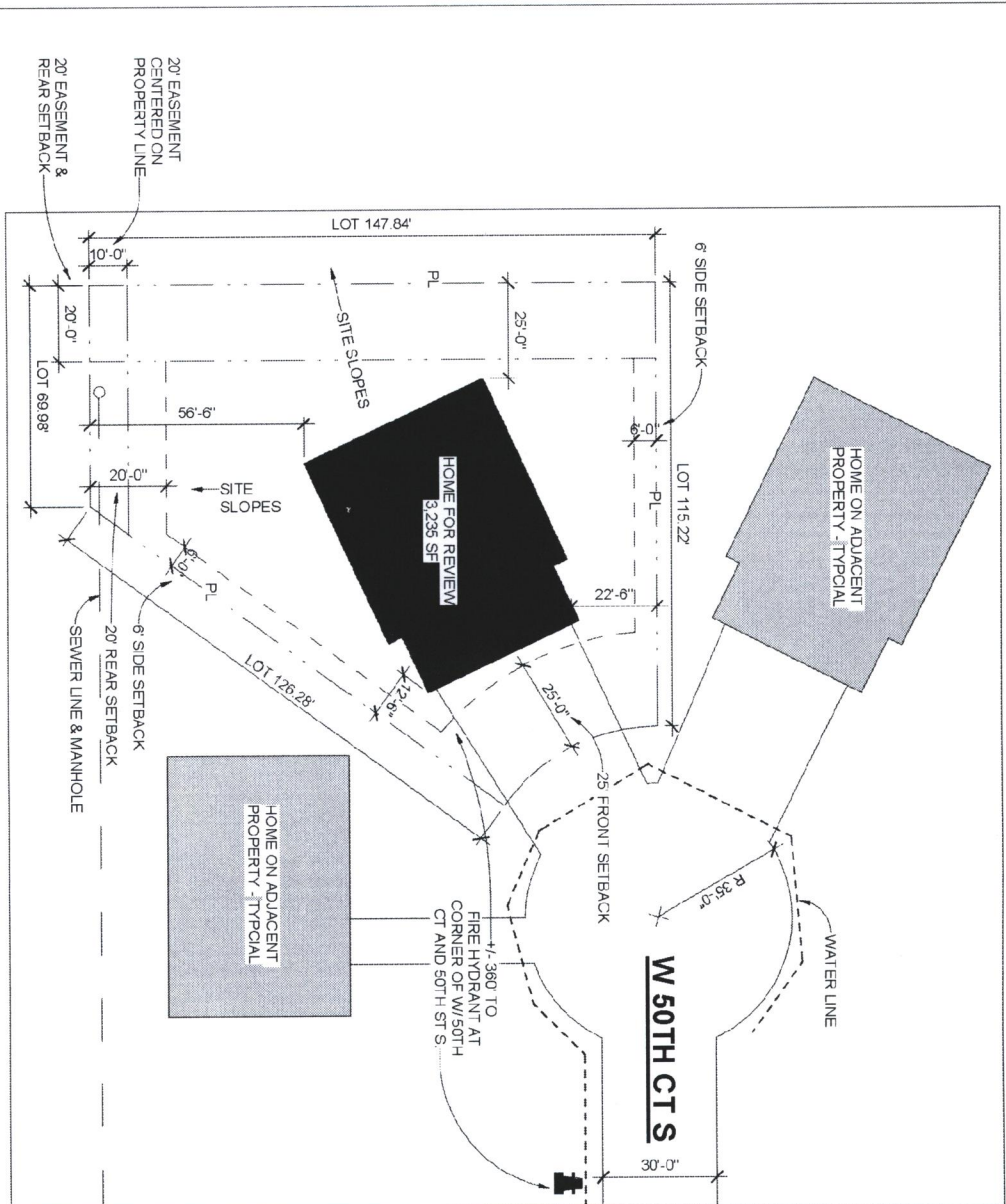 20' EASEMENT
CENTERED ON
PROPERTY LINE
20' EASEMENT &
REAR SETBACK
LOT 147.84'
10'-0"
20'-0"
LOT 69.98'
PL
25'-0"
SITE SLOPES
6' SIDE SETBACK
56'-6"
6'-0"
LOT 115.22'
PL
20'-0"
SITE
SLOPES
HOME FOR REVIEW
3,235 SF
22'-6"
HOME ON ADJACENT
PROPERTY - TYPCIAL
6'-0"
PL
LOT 126.28'
12'-6"
25'-0"
25' FRONT SETBACK
6' SIDE SETBACK
20' REAR SETBACK
SEWER LINE & MANHOLE
HOME ON ADJACENT
PROPERTY - TYPCIAL
+/- 360' TO
FIRE HYDRANT AT
CORNER OF W 50TH
CT AND 50TH ST S.
R 35'-0"
WATER LINE
W 50TH CT S
30'-0"